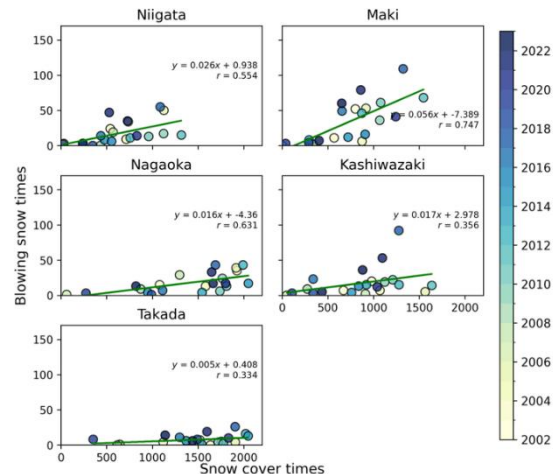 Niigata
Maki
150
100
50
0
y = 0.026x + 0.938
r = 0.554
y = 0.056x + -7.389
r = 0.747
Nagaoka
Kashiwazaki
Blowing snow times
150
100
50
0
y = 0.016x + -4.36
r = 0.631
y = 0.017x + 2.978
r = 0.356
0 500 1000 1500 2000
Takada
150
100
50
0
y = 0.005x + 0.408
r = 0.334
0 500 1000 1500 2000
Snow cover times
2022
2020
2018
2016
2014
2012
2010
2008
2006
2004
2002